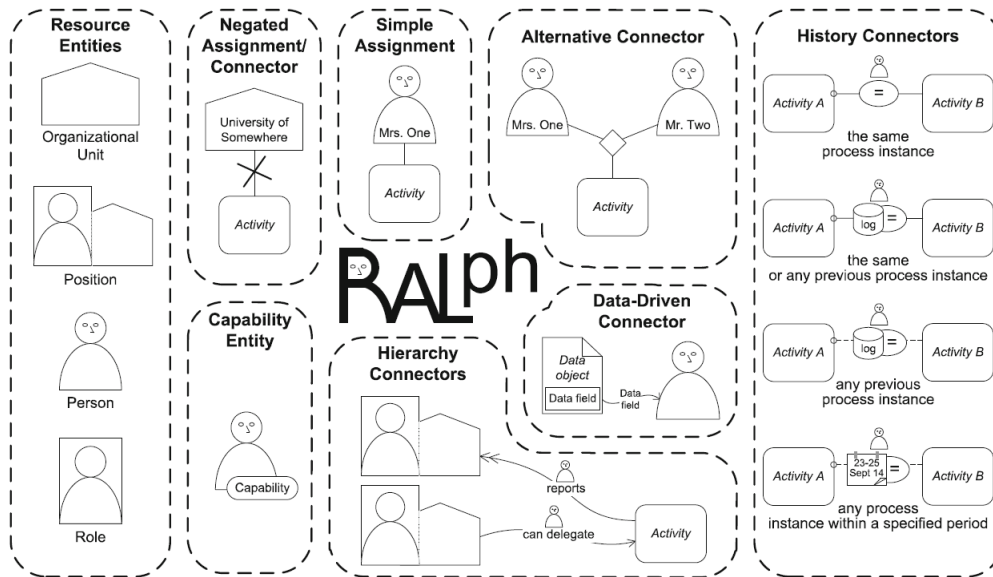 Resource
Entities
Organizational
Unit
Position
Person
Role
Negated
Assignment/
Connector
University of
Somewhere
Activity
Capability
Entity
Capability
Simple
Assignment
Mrs. One
Activity
RALph
Hierarchy
Connectors
reports
can delegate
Activity
Alternative Connector
Mrs. One
Mr. Two
Activity
Data-Driven
Connector
Data
object
Data field
Data
field
History Connectors
Activity A
=
Activity B
the same
process instance
Activity A
log
=
Activity B
the same
or any previous process instance
Activity A
log
=
Activity B
any previous
process instance
Activity A
23-25
Sept 14
=
Activity B
any process
instance within a specified period